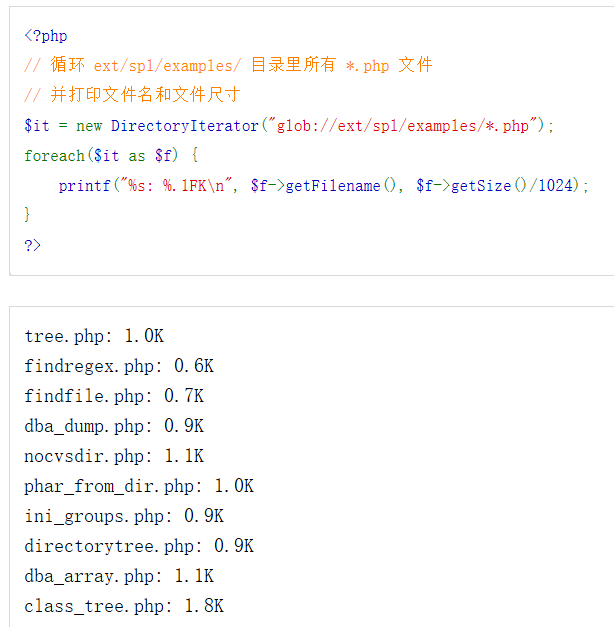 <?php
// 循环 ext/spl/examples/ 目录里所有 *.php 文件
// 并打印文件名和文件尺寸
$it = new DirectoryIterator("glob://ext/spl/examples/*.php");
foreach($it as $f) {
    printf("%s: %.1FK\n", $f->getFilename(), $f->getSize()/1024);
}
?>
tree.php: 1.0K
findregex.php: 0.6K
findfile.php: 0.7K
dba_dump.php: 0.9K
nocvsdir.php: 1.1K
phar_from_dir.php: 1.0K
ini_groups.php: 0.9K
directorytree.php: 0.9K
dba_array.php: 1.1K
class_tree.php: 1.8K